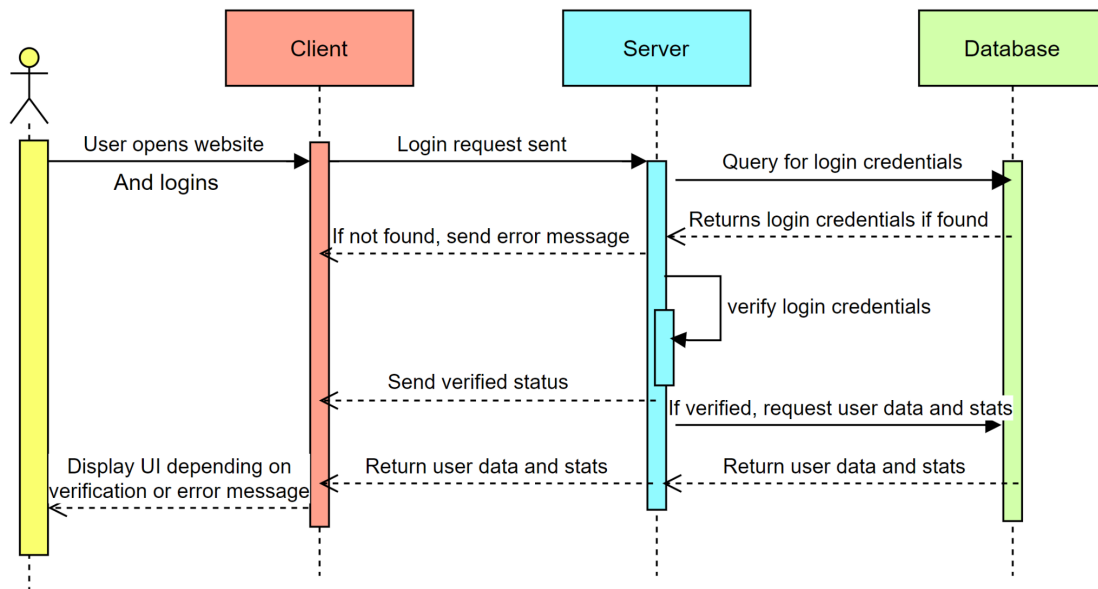 Client
Server
Database
User opens website
And logins
Login request sent
Query for login credentials
Returns login credentials if found
If not found, send error message
verify login credentials
Send verified status
If verified, request user data and stats
Display UI depending on
verification or error message
Return user data and stats
Return user data and stats